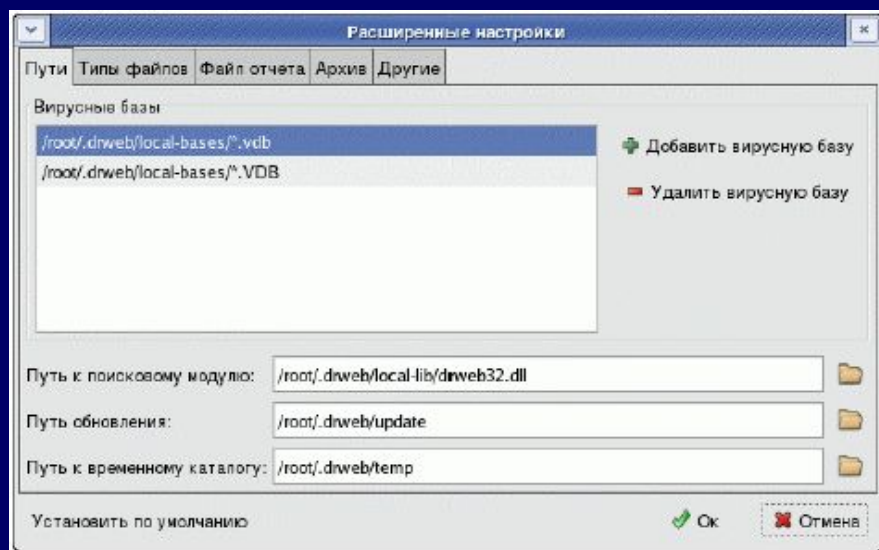 Расширенные настройки
Пути Типы файлов Файл отчета Архив Другие
Вирусные базы
/root/.drweb/local-bases/*.vdb
/root/.drweb/local-bases/*.VDB
Добавить вирусную базу
Удалить вирусную базу
Путь к поисковому модулю: /root/.drweb/local-lib/drweb32.dll
Путь обновления: /root/.drweb/update
Путь к временному каталогу: /root/.drweb/temp
Установить по умолчанию Ок Отмена